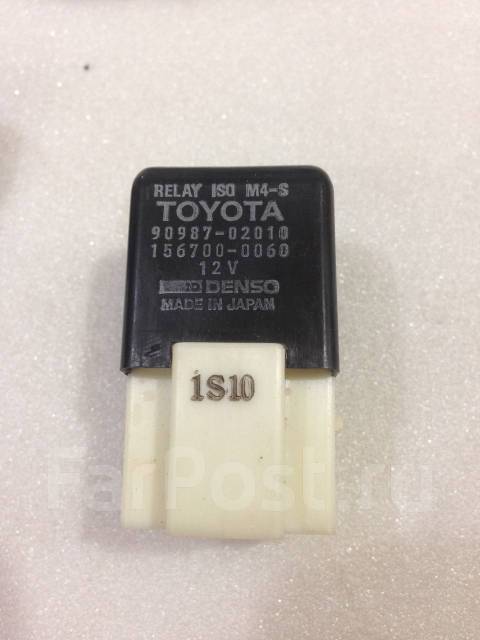 RELAY ISO M4-S
TOYOTA
90987-02010
156700-0060
12V
DENSO
MADE IN JAPAN
1S10
FarPost.ru